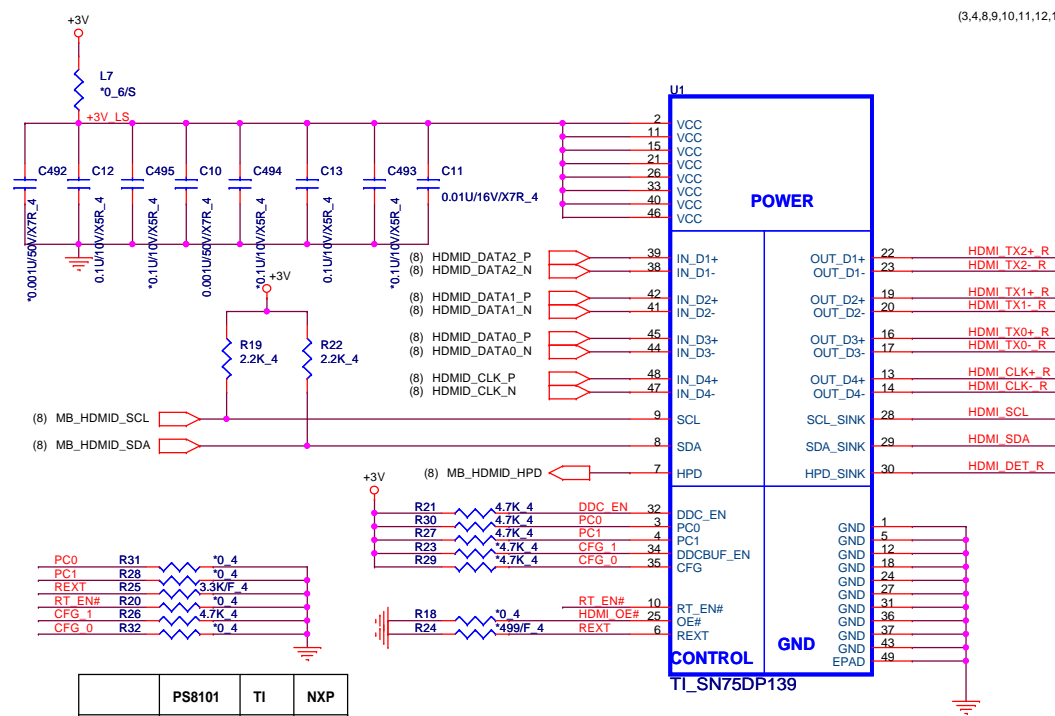 +3V
(3,4,8,9,10,11,12,1
L7
*0_6/S
+3V_LS
U1
C492
C12
C495
C10
C494
C13
C493
C11
*0.001U/50V/X7R_4
0.1U/10V/X5R_4
*0.1U/10V/X5R_4
0.001U/50V/X7R_4
*0.1U/10V/X5R_4
0.1U/10V/X5R_4
*0.1U/10V/X5R_4
0.01U/16V/X7R_4
2 VCC
11 VCC
15 VCC
21 VCC
26 VCC
33 VCC
40 VCC
46 VCC
POWER
(8) HDMID_DATA2_P 39 IN_D1+ OUT_D1+ 22 HDMI_TX2+_R
(8) HDMID_DATA2_N 38 IN_D1- OUT_D1- 23 HDMI_TX2-_R
(8) HDMID_DATA1_P 42 IN_D2+ OUT_D2+ 19 HDMI_TX1+_R
(8) HDMID_DATA1_N 41 IN_D2- OUT_D2- 20 HDMI_TX1-_R
(8) HDMID_DATA0_P 45 IN_D3+ OUT_D3+ 16 HDMI_TX0+_R
(8) HDMID_DATA0_N 44 IN_D3- OUT_D3- 17 HDMI_TX0-_R
(8) HDMID_CLK_P 48 IN_D4+ OUT_D4+ 13 HDMI_CLK+_R
(8) HDMID_CLK_N 47 IN_D4- OUT_D4- 14 HDMI_CLK-_R
+3V
R19
2.2K_4
R22
2.2K_4
(8) MB_HDMID_SCL 9 SCL SCL_SINK 28 HDMI_SCL
(8) MB_HDMID_SDA 8 SDA SDA_SINK 29 HDMI_SDA
(8) MB_HDMID_HPD 7 HPD HPD_SINK 30 HDMI_DET_R
+3V
R21 4.7K_4 DDC_EN 32 DDC_EN
R30 4.7K_4 PC0 3 PC0
R27 4.7K_4 PC1 4 PC1
R23 *4.7K_4 CFG_1 34 DDCBUF_EN
R29 *4.7K_4 CFG_0 35 CFG
GND 1
GND 5
GND 12
GND 18
GND 24
GND 27
GND 31
GND 36
GND 37
GND 43
EPAD 49
PC0 R31 *0_4
PC1 R28 *0_4
REXT R25 3.3K/F_4
RT_EN# R20 *0_4
CFG_1 R26 4.7K_4
CFG_0 R32 *0_4
RT_EN# 10 RT_EN#
R18 *0_4 HDMI_OE# 25 OE#
R24 *499/F_4 REXT 6 REXT
CONTROL
GND
TI_SN75DP139
PS8101 TI NXP